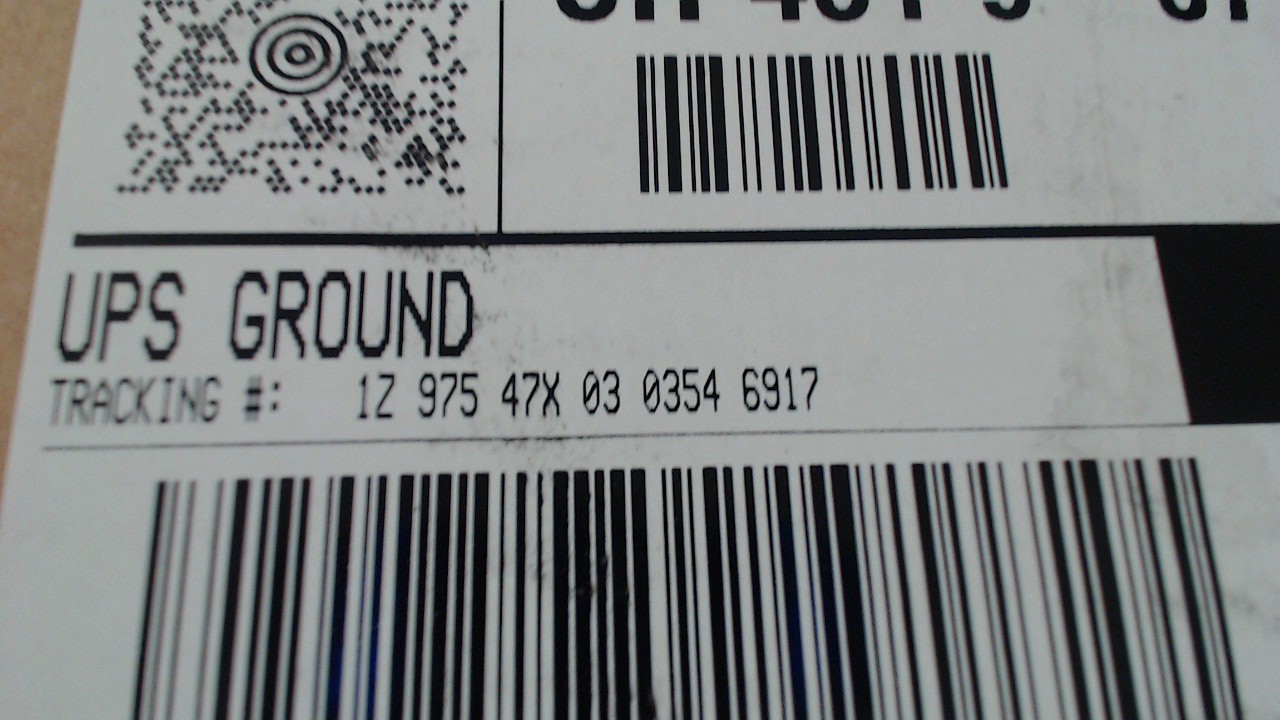 UPS GROUND
TRACKING #: 1Z 975 47X 03 0354 6917